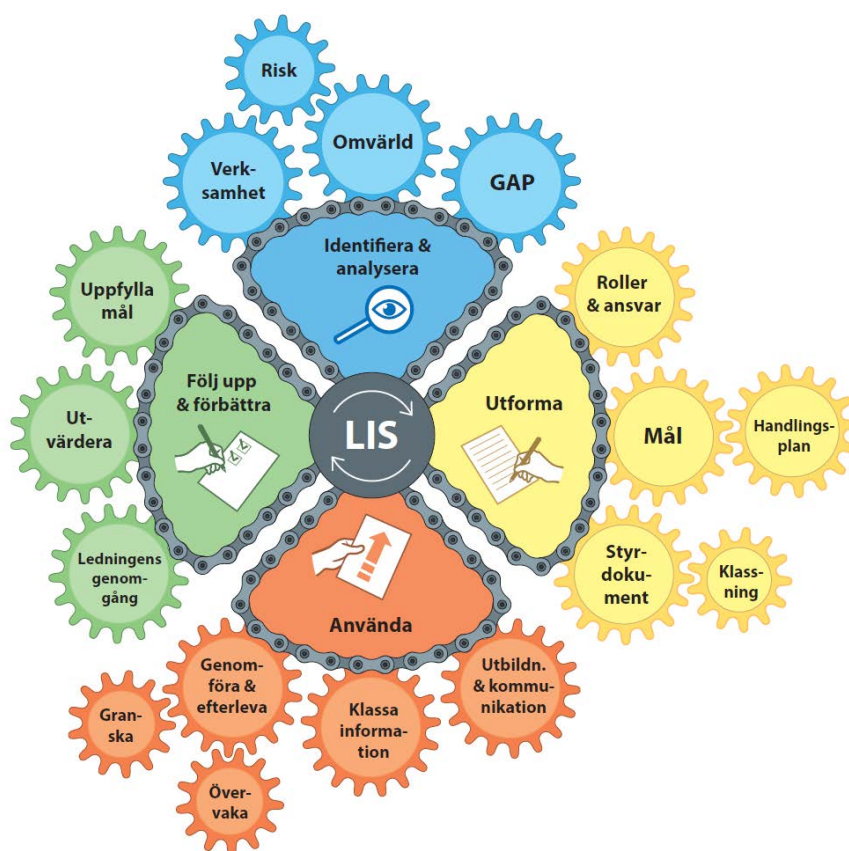 Risk
Omvärld
Verk-
samhet
GAP
Identifiera &
analysera
Uppfylla
mål
Roller
& ansvar
Följ upp
& förbättra
LIS
Utforma
Ut-
värdera
Mål
Handlings-
plan
Ledningens
genom-
gång
Styr-
doku-
ment
Klass-
ning
Använda
Genom-
föra &
efterleva
Klassa
informa-
tion
Utbildn.
& kommu-
nikation
Gran-
ska
Över-
vaka